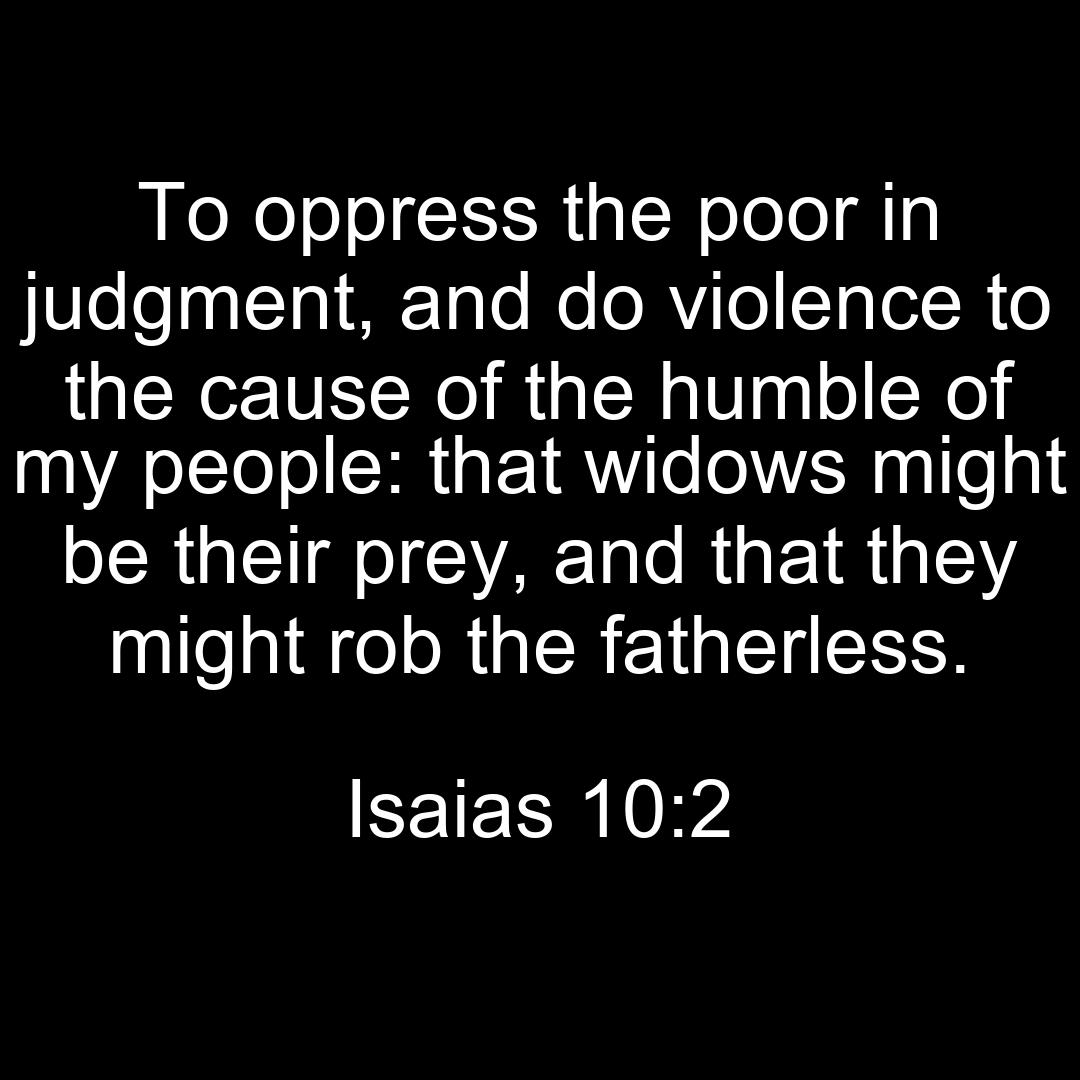 To oppress the poor in
judgment, and do violence to
the cause of the humble of
my people: that widows might
be their prey, and that they
might rob the fatherless.
Isaias 10:2